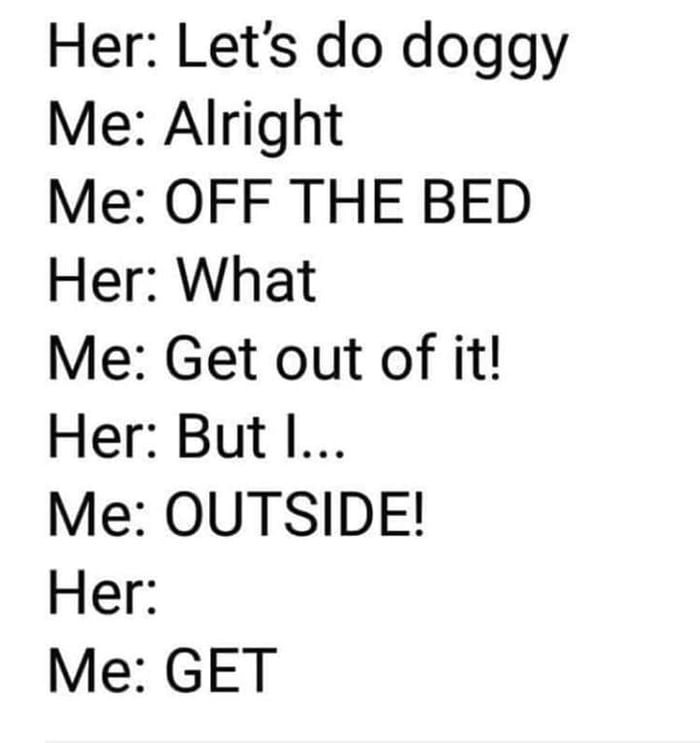 Her: Let's do doggy
Me: Alright
Me: OFF THE BED
Her: What
Me: Get out of it!
Her: But I...
Me: OUTSIDE!
Her:
Me: GET